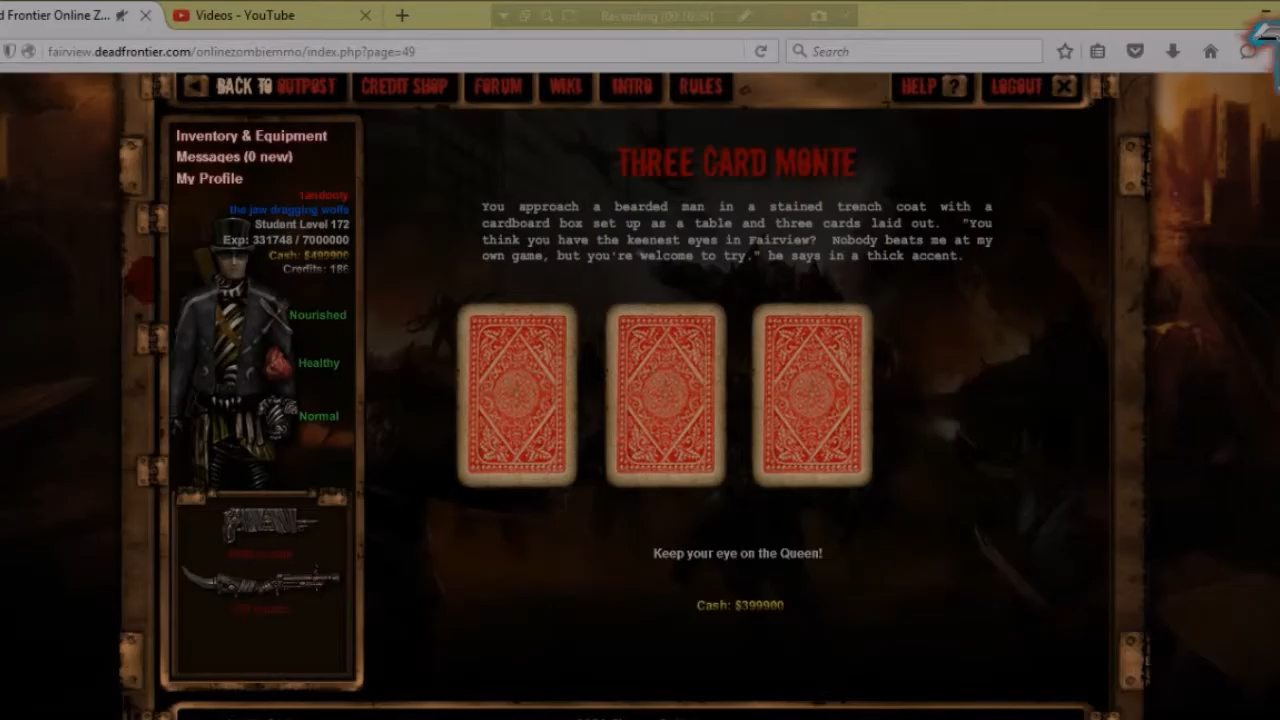 d Frontier Online Z...
Videos - YouTube
Recording
fairview.deadfrontier.com/onlinezombiemmo/index.php?page=49
Search
BACK TO OUTPOST
CREDIT SHOP
FORUM
WIKI
INTRO
RULES
HELP ?
LOGOUT X
Inventory & Equipment
Messages (0 new)
My Profile
the jaw dragging wolfs
Student Level 172
Exp: 331748 / 7000000
Cash: $499900
Credits: 186
Nourished
Healthy
Normal
THREE CARD MONTE
You approach a bearded man in a stained trench coat with a
cardboard box set up as a table and three cards laid out. "You
think you have the keenest eyes in Fairview? Nobody beats me at my
own game, but you're welcome to try." he says in a thick accent.
Keep your eye on the Queen!
Cash: $399900